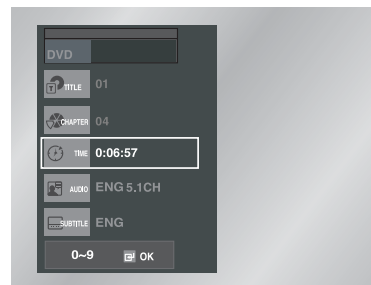 DVD
TITLE 01
CHAPTER 04
TIME 0:06:57
AUDIO ENG 5.1CH
SUBTITLE ENG
0~9 OK